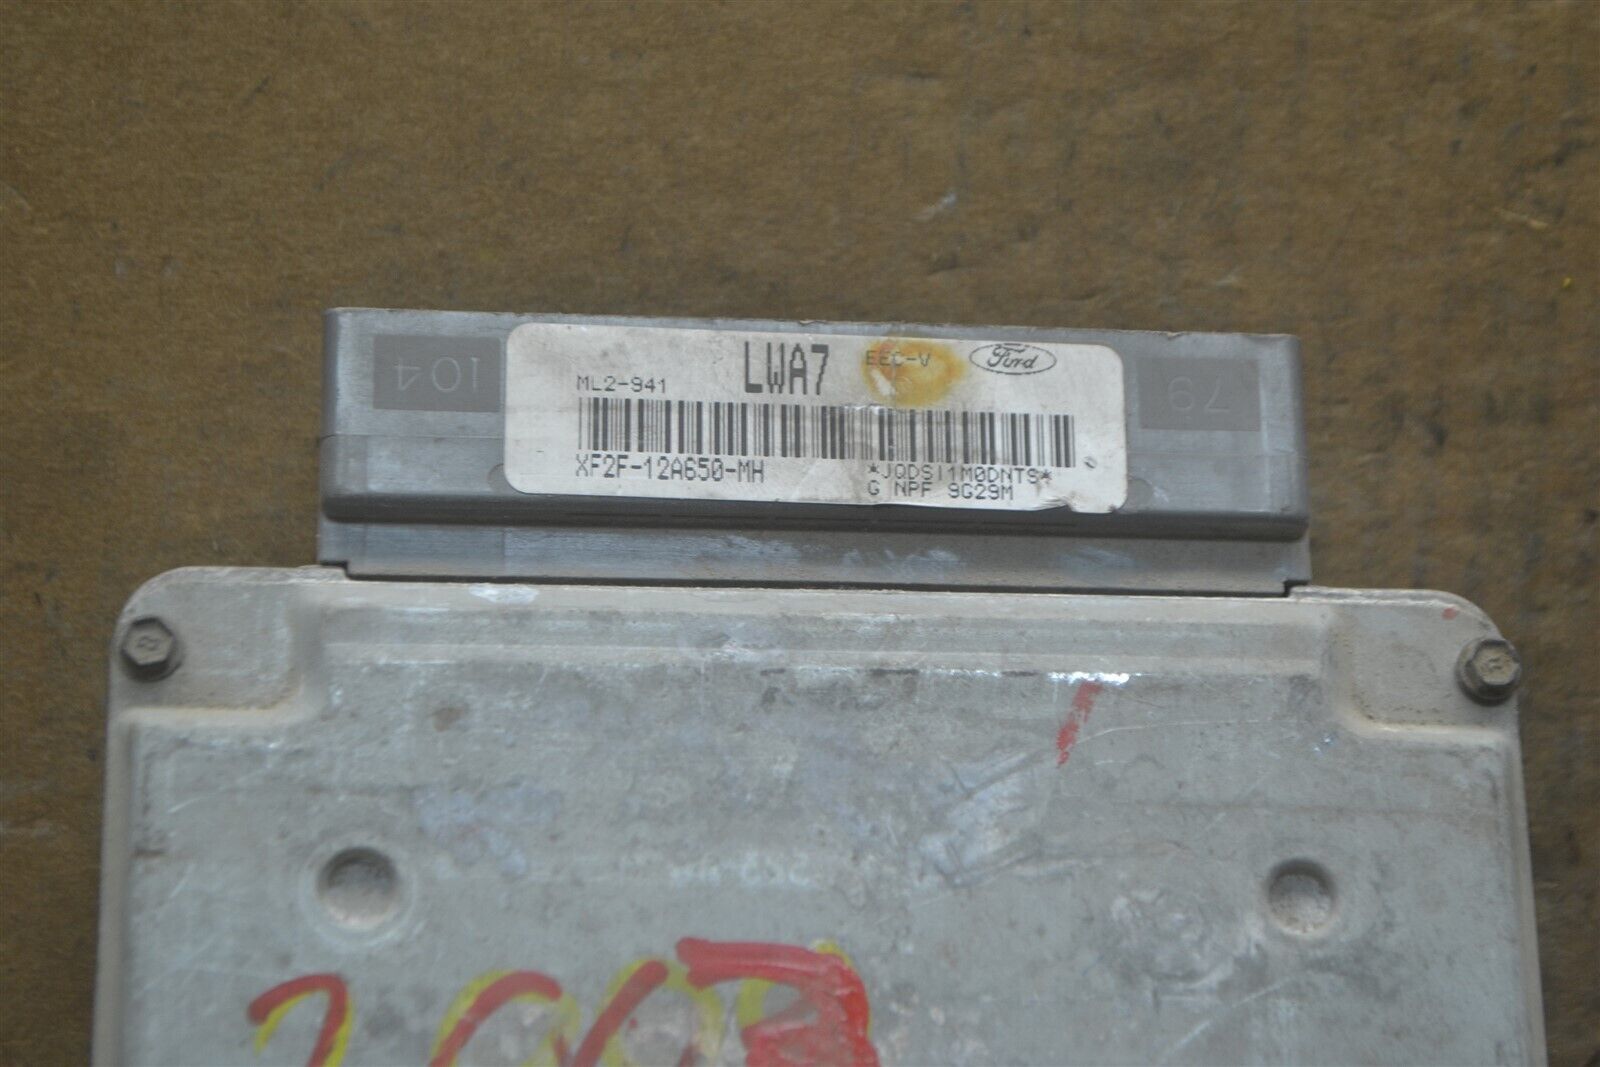 104
79
LWA7 EEC-V Ford
ML2-941
XF2F-12A650-MH
*JQDSI1M0DNTS*
G NPF 9G29M